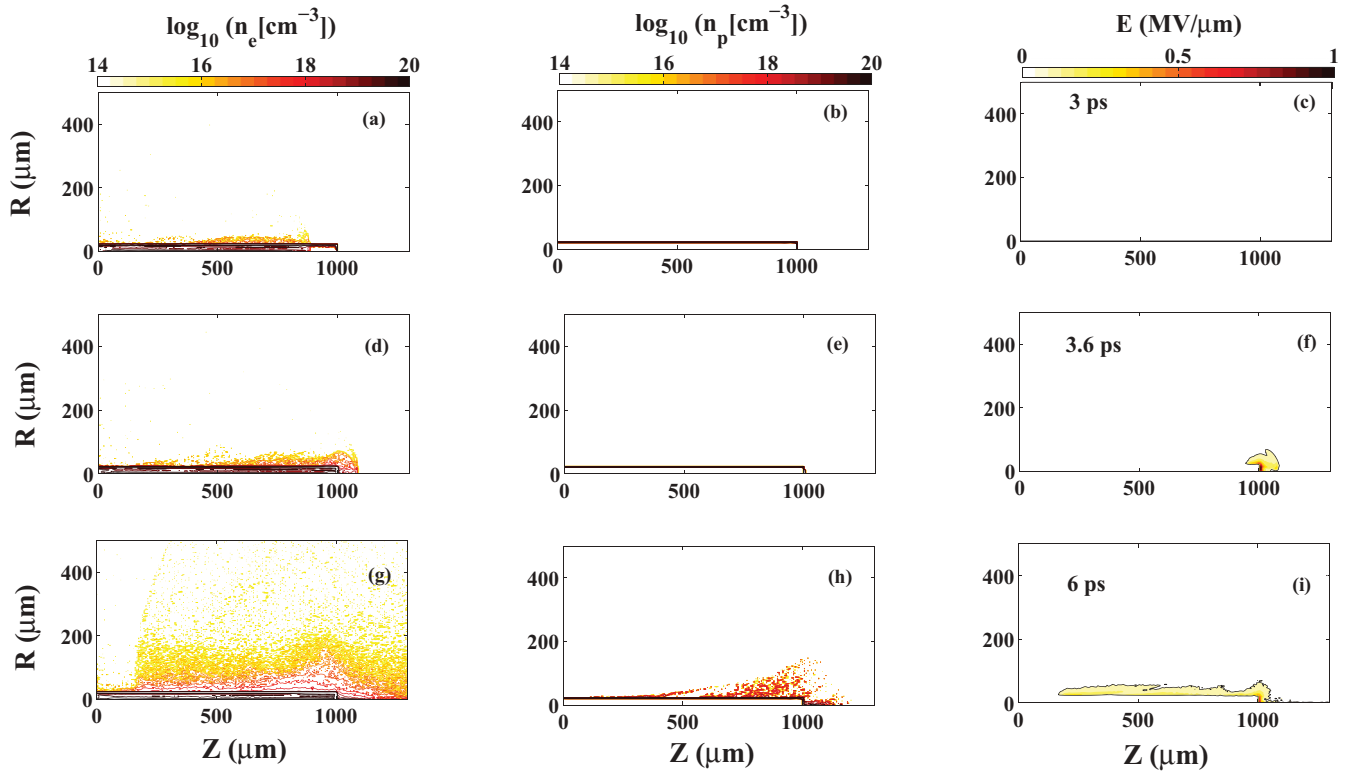 log₁₀ (nₑ[cm⁻³])
log₁₀ (nₚ[cm⁻³])
E (MV/μm)
14 16 18 20
14 16 18 20
0 0.5 1
R (μm)
400
200
0
0 500 1000
(a)
400
200
0
0 500 1000
(b)
400
200
0
0 500 1000
3 ps
(c)
R (μm)
400
200
0
0 500 1000
(d)
400
200
0
0 500 1000
(e)
400
200
0
0 500 1000
3.6 ps
(f)
R (μm)
400
200
0
0 500 1000
(g)
Z (μm)
400
200
0
0 500 1000
(h)
Z (μm)
400
200
0
0 500 1000
6 ps
(i)
Z (μm)